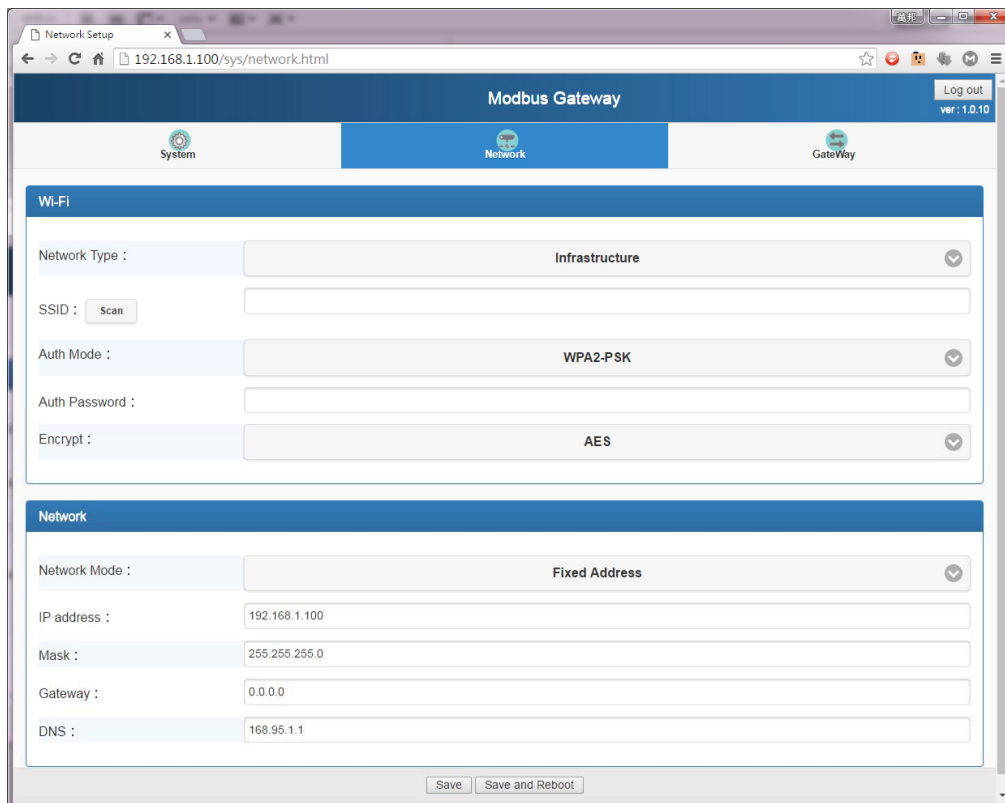 Network Setup
192.168.1.100/sys/network.html
Modbus Gateway
Log out
ver : 1.0.10
System
Network
GateWay
Wi-Fi
Network Type：
Infrastructure
SSID：
Scan
Auth Mode：
WPA2-PSK
Auth Password：
Encrypt：
AES
Network
Network Mode：
Fixed Address
IP address：
192.168.1.100
Mask：
255.255.255.0
Gateway：
0.0.0.0
DNS：
168.95.1.1
Save
Save and Reboot